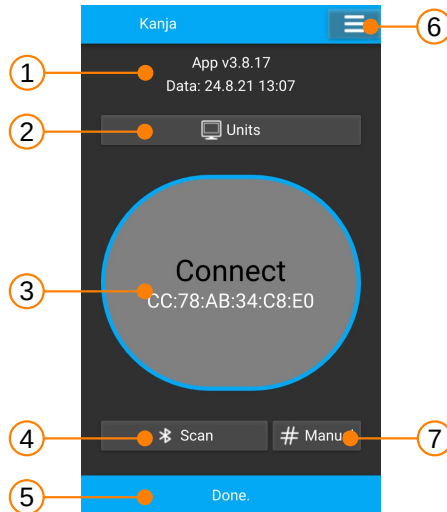 Kanja
6
1
App v3.8.17
Data: 24.8.21 13:07
2
Units
3
Connect
CC:78:AB:34:C8:E0
4
Scan
# 
7
5
Done.